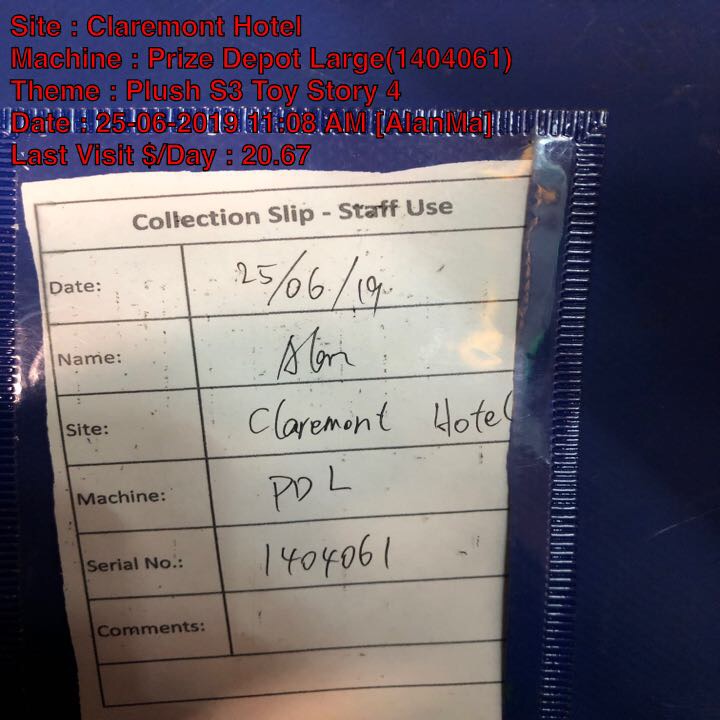 Site : Claremont Hotel
Machine : Prize Depot Large(1404061)
Theme : Plush S3 Toy Story 4
Date : 25-06-2019 11:08 AM [AlanMa]
Last Visit $/Day : 20.67
Collection Slip - Staff Use
Date: 25/06/19
Name: Alan
Site: Claremont Hotel
Machine: PDL
Serial No.: 1404061
Comments: